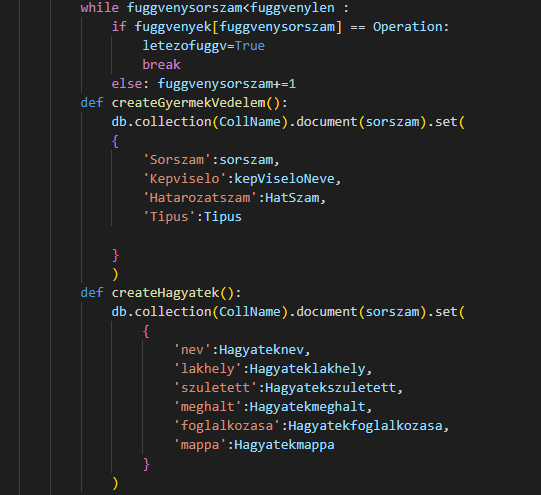 while fuggvenysorszam<fuggvenylen :
if fuggvenyek[fuggvenysorszam] == Operation:
letezofuggv=True
break
else: fuggvenysorszam+=1
def createGyermekVedelem():
db.collection(CollName).document(sorszam).set(
{
'Sorszam':sorszam,
'Kepviselo':kepViseloNeve,
'Hatarozatszam':HatSzam,
'Tipus':Tipus
}
)
def createHagyatek():
db.collection(CollName).document(sorszam).set(
{
'nev':Hagyateknev,
'lakhely':Hagyateklakhely,
'szuletett':Hagyatekszuletett,
'meghalt':Hagyatekmeghalt,
'foglalkozasa':Hagyatekfoglalkozasa,
'mappa':Hagyatekmappa
}
)